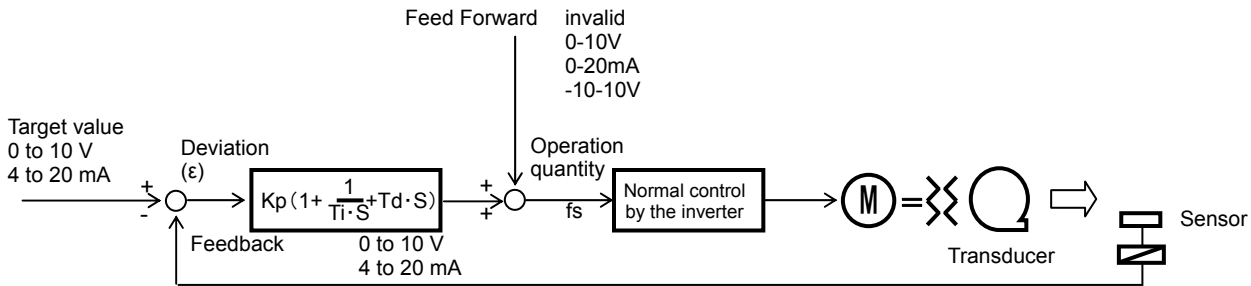 Feed Forward
invalid
0-10V
0-20mA
-10-10V
Target value
0 to 10 V
4 to 20 mA
+
-
Deviation
(ε)
Kp(1+ 1/Ti·S +Td·S)
Feedback
0 to 10 V
4 to 20 mA
+
+
Operation
quantity
fs
Normal control
by the inverter
M
=
Transducer
Sensor